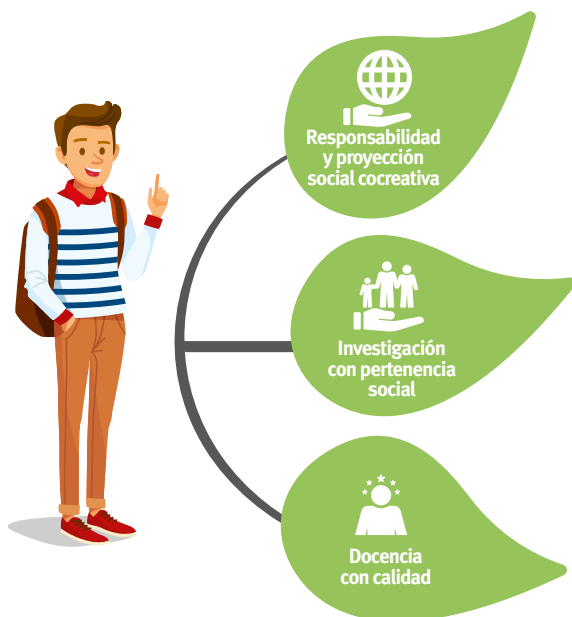 Responsabilidad
y proyección
social cocreativa
Investigación
con pertenencia
social
Docencia
con calidad